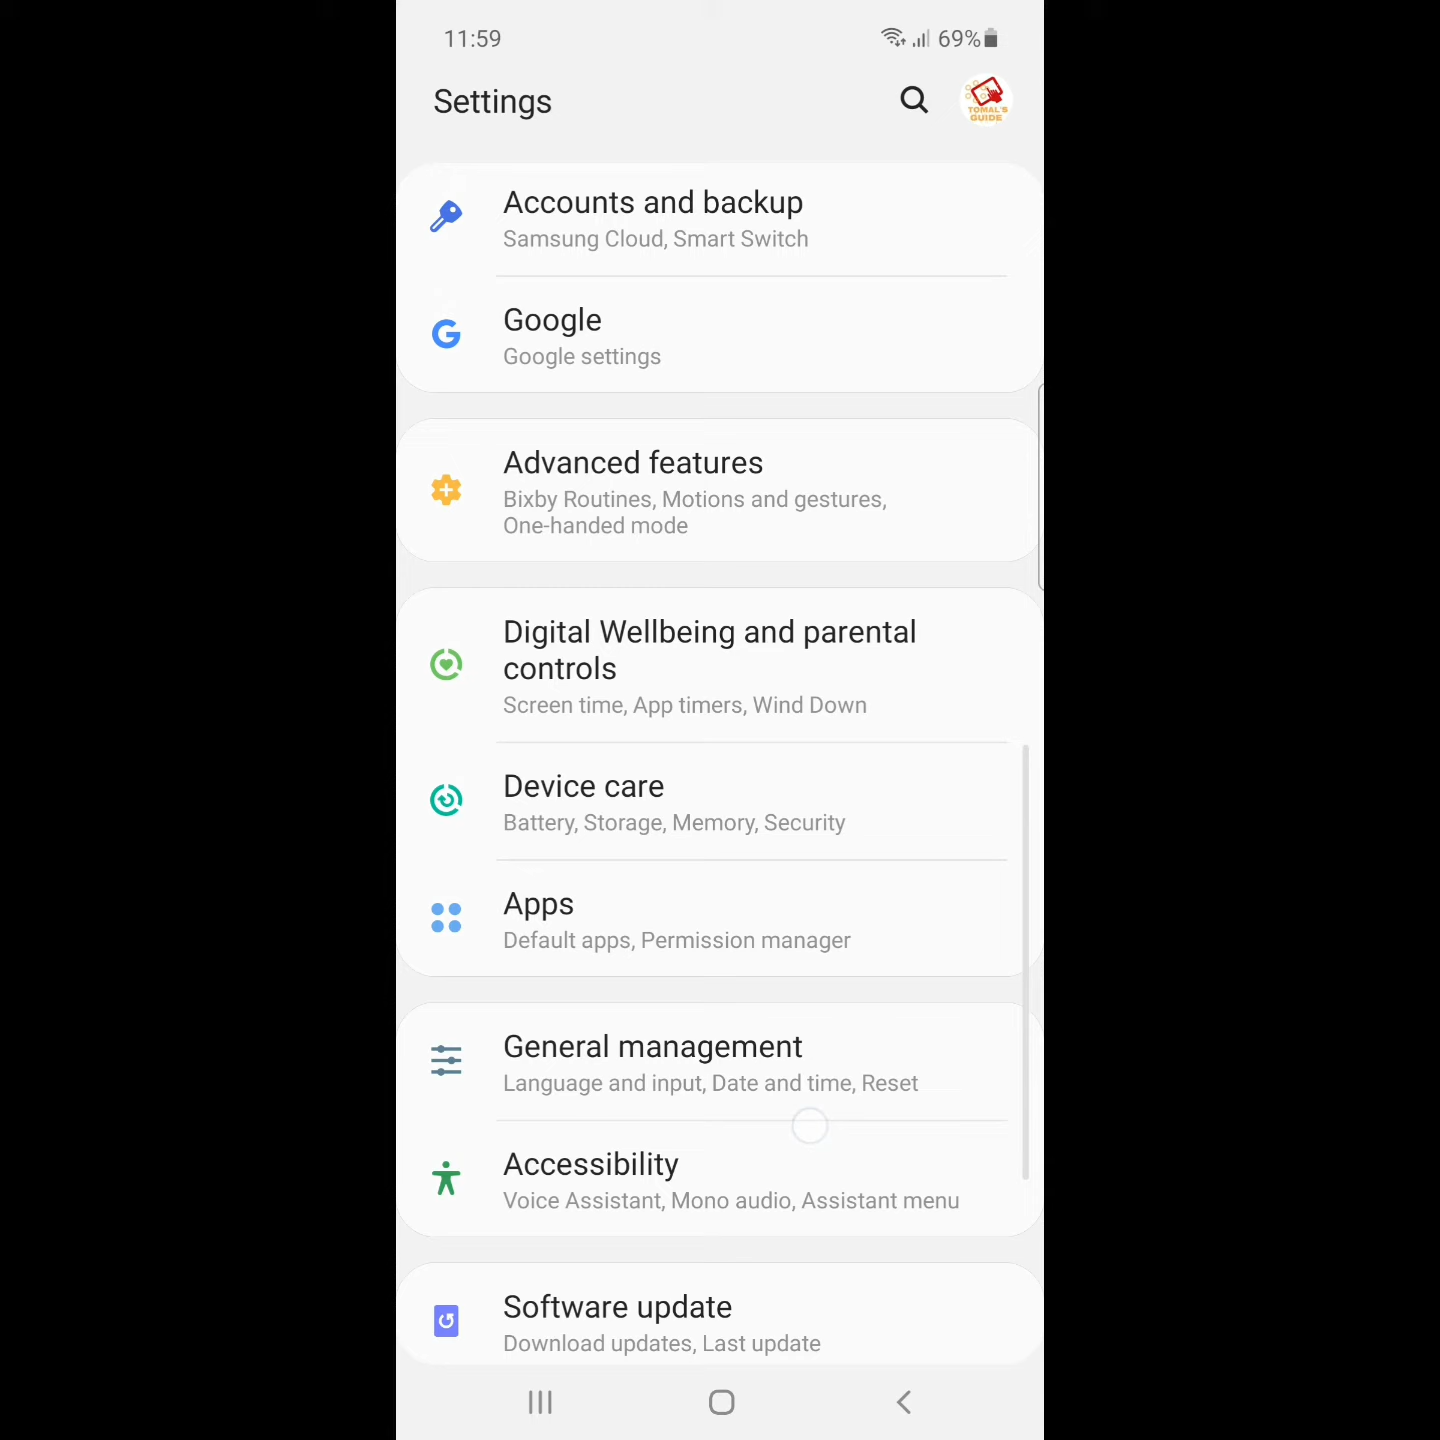 11:59
69%
Settings
TOMAL'S
GUIDE
Accounts and backup
Samsung Cloud, Smart Switch
Google
Google settings
Advanced features
Bixby Routines, Motions and gestures,
One-handed mode
Digital Wellbeing and parental
controls
Screen time, App timers, Wind Down
Device care
Battery, Storage, Memory, Security
Apps
Default apps, Permission manager
General management
Language and input, Date and time, Reset
Accessibility
Voice Assistant, Mono audio, Assistant menu
Software update
Download updates, Last update